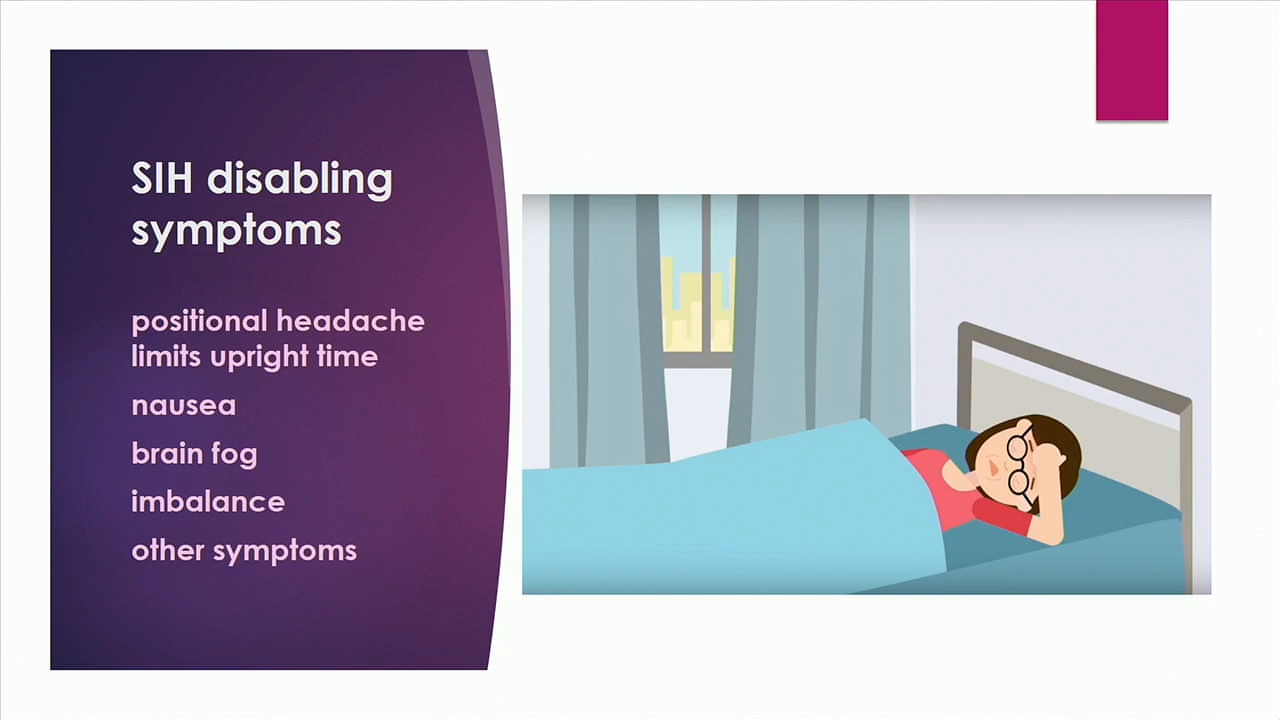 SIH disabling
symptoms
positional headache
limits upright time
nausea
brain fog
imbalance
other symptoms